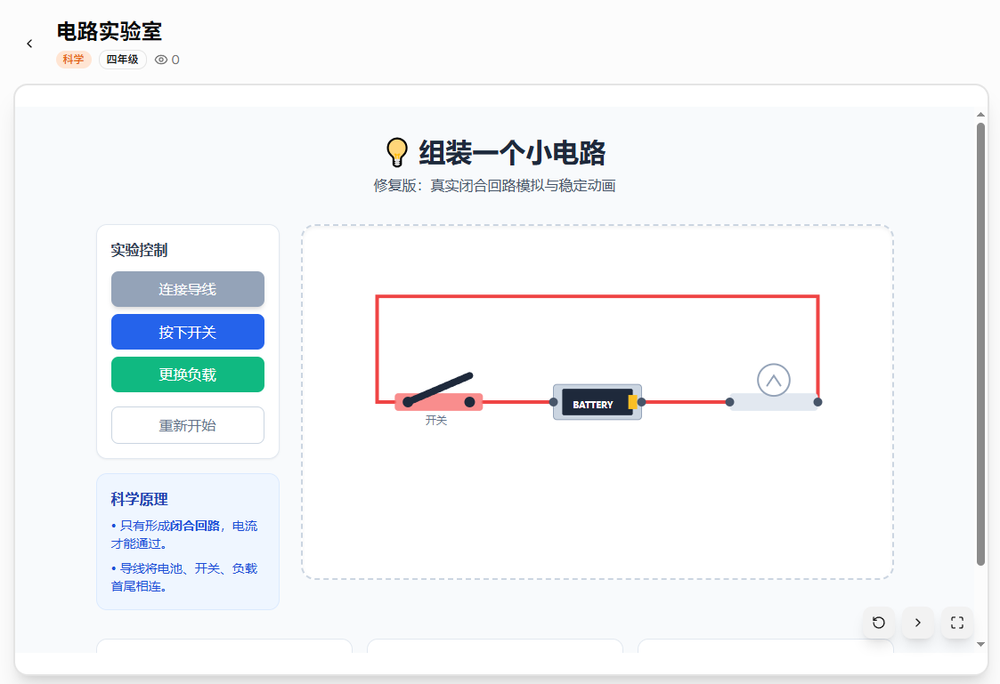 电路实验室
科学 四年级 0
组装一个小电路
修复版：真实闭合回路模拟与稳定动画
实验控制
连接导线
按下开关
更换负载
重新开始
科学原理
• 只有形成闭合回路，电流
才能通过。
• 导线将电池、开关、负载
首尾相连。
BATTERY
开关